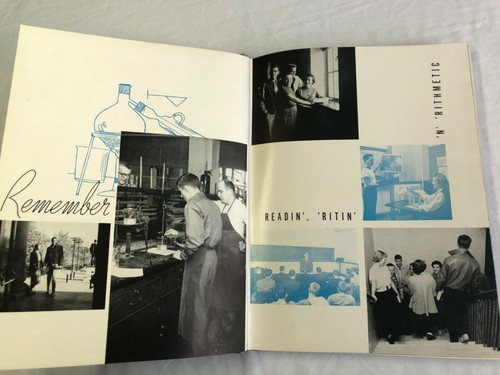 Remember
READIN', 'RITIN'
'N' 'RITHMETIC